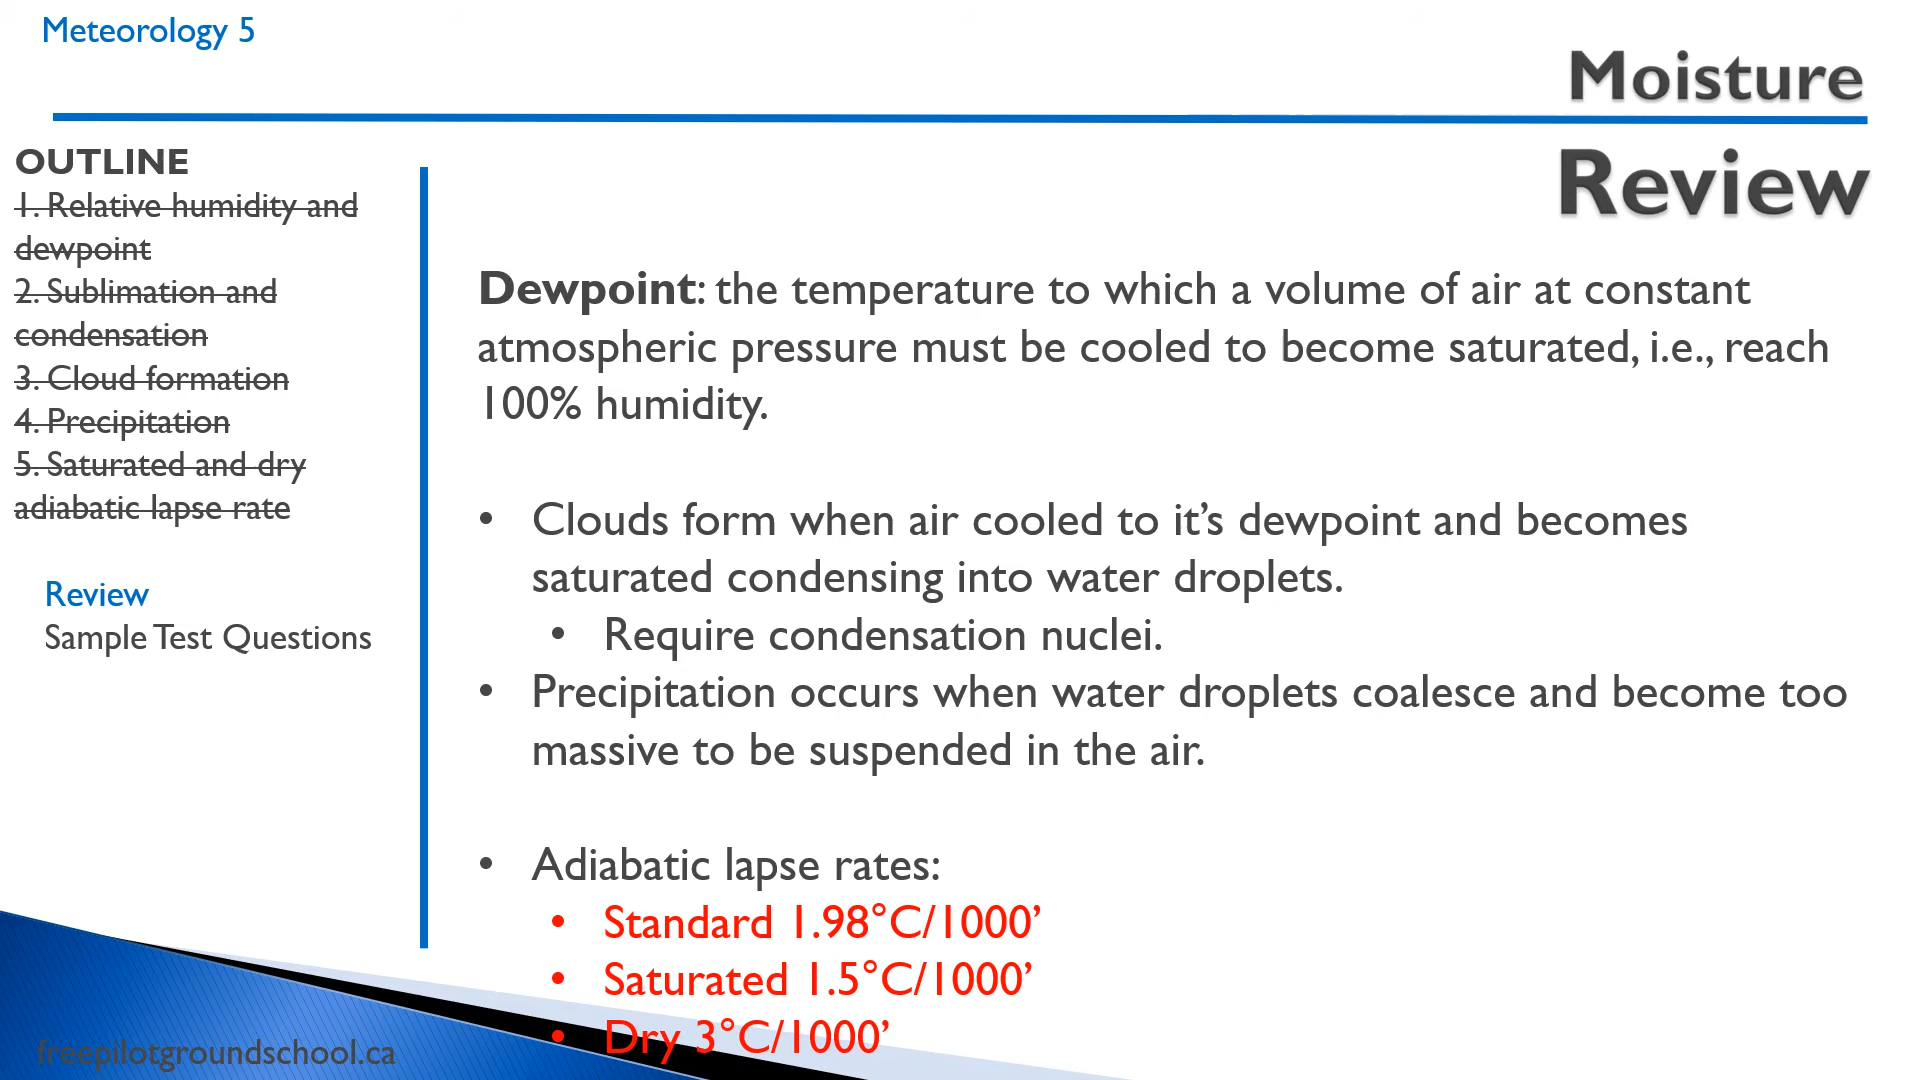 Meteorology 5
Moisture
Review
OUTLINE
1. Relative humidity and
dewpoint
2. Sublimation and
condensation
3. Cloud formation
4. Precipitation
5. Saturated and dry
adiabatic lapse rate
Review
Sample Test Questions
Dewpoint: the temperature to which a volume of air at constant
atmospheric pressure must be cooled to become saturated, i.e., reach
100% humidity.
• Clouds form when air cooled to it’s dewpoint and becomes
saturated condensing into water droplets.
• Require condensation nuclei.
• Precipitation occurs when water droplets coalesce and become too
massive to be suspended in the air.
• Adiabatic lapse rates:
• Standard 1.98°C/1000’
• Saturated 1.5°C/1000’
• Dry 3°C/1000’
freepilotgroundschool.ca